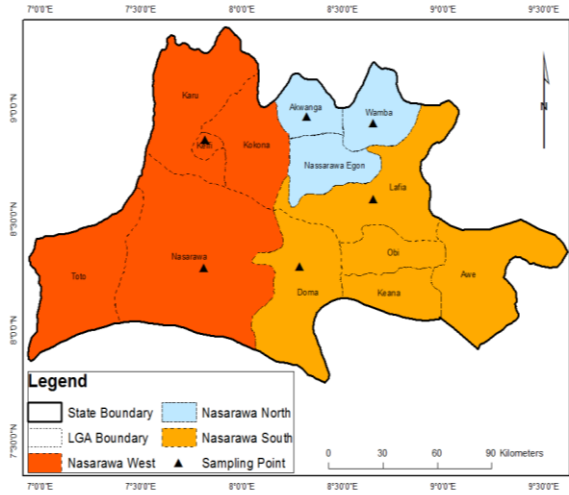 7°0'0"E 7°30'0"E 8°0'0"E 8°30'0"E 9°0'0"E 9°30'0"E
9°0'0"N
8°30'0"N
8°0'0"N
7°30'0"N
N
Karu
Akwanga
Wamba
Keffi
Kokona
Nassarawa Egon
Lafia
Nasarawa
Obi
Toto
Awe
Doma
Keana
Legend
State Boundary
LGA Boundary
Nasarawa West
Nasarawa North
Nasarawa South
Sampling Point
0 30 60 90 Kilometers
7°0'0"E 7°30'0"E 8°0'0"E 8°30'0"E 9°0'0"E 9°30'0"E